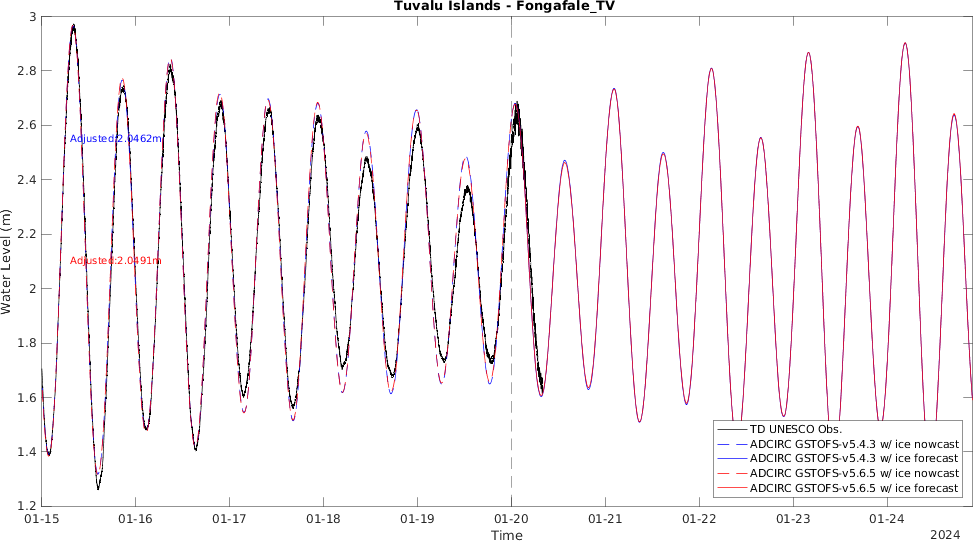 Tuvalu Islands - Fongafale_TV
3
2.8
2.6
2.4
2.2
2
1.8
1.6
1.4
1.2
Water Level (m)
Adjusted:2.0462m
Adjusted:2.0491m
TD UNESCO Obs.
ADCIRC GSTOFS-v5.4.3 w/ ice nowcast
ADCIRC GSTOFS-v5.4.3 w/ ice forecast
ADCIRC GSTOFS-v5.6.5 w/ ice nowcast
ADCIRC GSTOFS-v5.6.5 w/ ice forecast
01-15 01-16 01-17 01-18 01-19 01-20 01-21 01-22 01-23 01-24
Time
2024